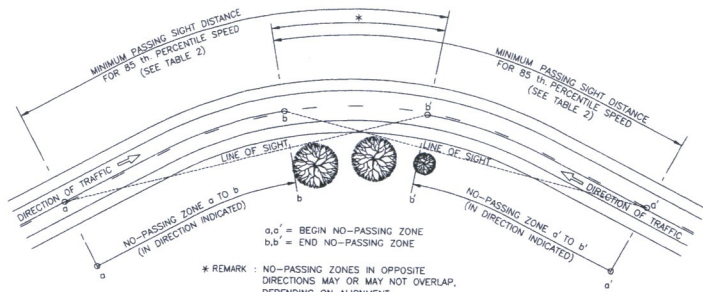 *
MINIMUM PASSING SIGHT DISTANCE
FOR 85 th. PERCENTILE SPEED
(SEE TABLE 2)
MINIMUM PASSING SIGHT DISTANCE
FOR 85 th. PERCENTILE SPEED
(SEE TABLE 2)
b
b'
DIRECTION OF TRAFFIC
LINE OF SIGHT
LINE OF SIGHT
DIRECTION OF TRAFFIC
a
a'
NO-PASSING ZONE a TO b
(IN DIRECTION INDICATED)
b
b'
NO-PASSING ZONE a' TO b'
(IN DIRECTION INDICATED)
a,a' = BEGIN NO-PASSING ZONE
b,b' = END NO-PASSING ZONE
a
a'
* REMARK : NO-PASSING ZONES IN OPPOSITE
DIRECTIONS MAY OR MAY NOT OVERLAP,
DEPENDING ON ALIGNMENT